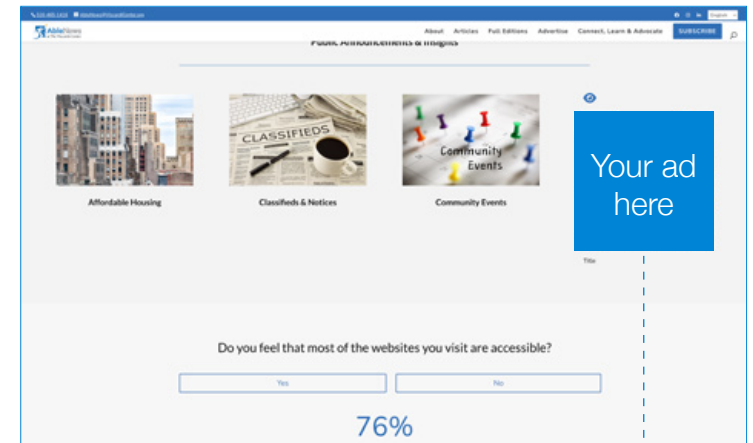 AbleNews
About Articles Full Editions Advertise Connect, Learn & Advocate SUBSCRIBE
English
Public Announcements & Insights
CLASSIFIEDS
Community
Events
Your ad
here
Affordable Housing Classifieds & Notices Community Events
Title
Do you feel that most of the websites you visit are accessible?
Yes No
76%